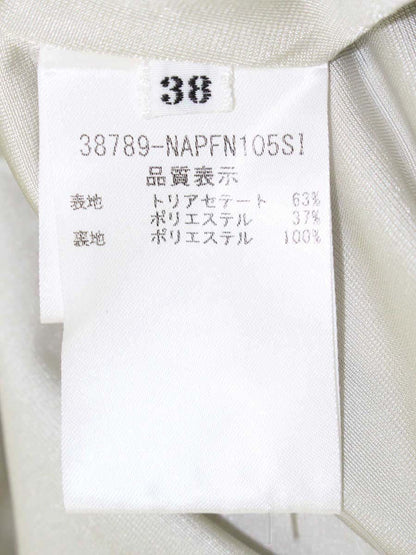 38
38789-NAPFN105SI
品質表示
表地 トリアセテート 63%
ポリエステル 37%
裏地 ポリエステル 100%